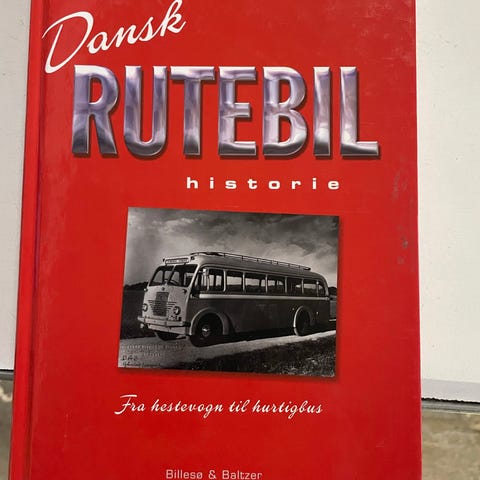 Dansk
RUTEBIL
historie
Fra hestevogn til hurtigbus
Billesø & Baltzer